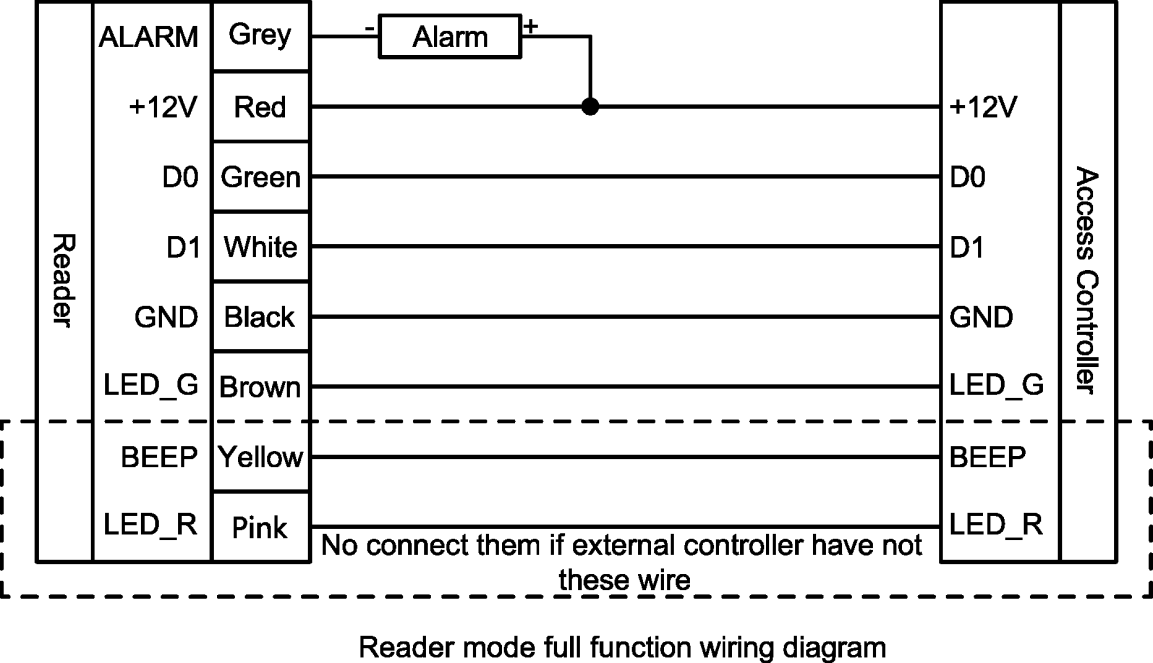 ALARM Grey - Alarm +
+12V Red +12V
D0 Green D0
D1 White D1
GND Black GND
LED_G Brown LED_G
BEEP Yellow BEEP
LED_R Pink LED_R
Reader
Access Controller
No connect them if external controller have not
these wire
Reader mode full function wiring diagram